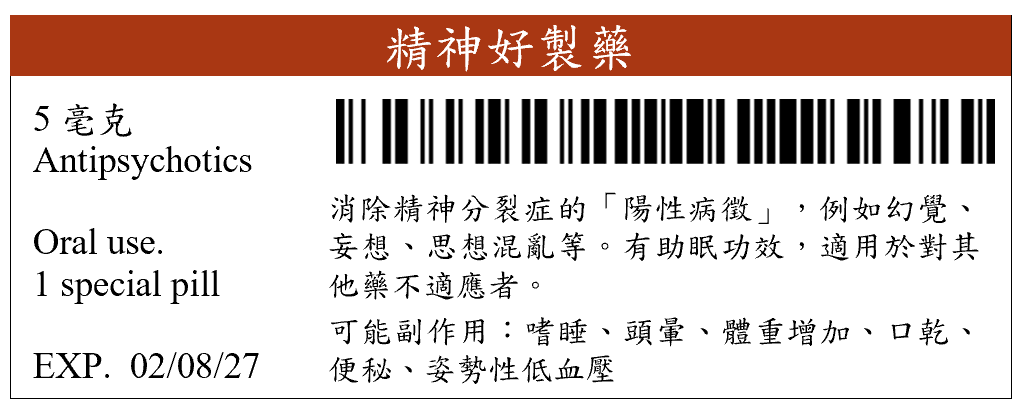 精神好製藥
5 毫克
Antipsychotics
Oral use.
1 special pill
EXP. 02/08/27
消除精神分裂症的「陽性病徵」，例如幻覺、
妄想、思想混亂等。有助眠功效，適用於對其
他藥不適應者。
可能副作用：嗜睡、頭暈、體重增加、口乾、
便秘、姿勢性低血壓